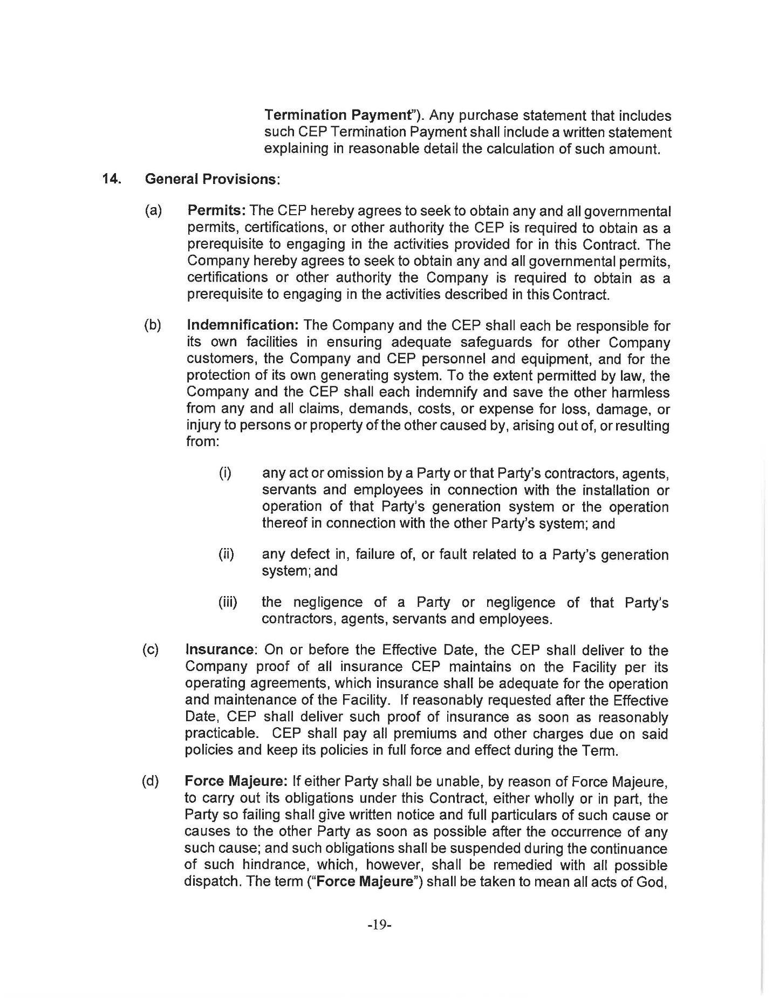 Termination Payment”). Any purchase statement that includes
such CEP Termination Payment shall include a written statement
explaining in reasonable detail the calculation of such amount.
14. General Provisions:
(a) Permits: The CEP hereby agrees to seek to obtain any and all governmental
permits, certifications, or other authority the CEP is required to obtain as a
prerequisite to engaging in the activities provided for in this Contract. The
Company hereby agrees to seek to obtain any and all governmental permits,
certifications or other authority the Company is required to obtain as a
prerequisite to engaging in the activities described in this Contract.
(b) Indemnification: The Company and the CEP shall each be responsible for
its own facilities in ensuring adequate safeguards for other Company
customers, the Company and CEP personnel and equipment, and for the
protection of its own generating system. To the extent permitted by law, the
Company and the CEP shall each indemnify and save the other harmless
from any and all claims, demands, costs, or expense for loss, damage, or
injury to persons or property of the other caused by, arising out of, or resulting
from:
(i) any act or omission by a Party or that Party’s contractors, agents,
servants and employees in connection with the installation or
operation of that Party’s generation system or the operation
thereof in connection with the other Party’s system; and
(ii) any defect in, failure of, or fault related to a Party’s generation
system; and
(iii) the negligence of a Party or negligence of that Party’s
contractors, agents, servants and employees.
(c) Insurance: On or before the Effective Date, the CEP shall deliver to the
Company proof of all insurance CEP maintains on the Facility per its
operating agreements, which insurance shall be adequate for the operation
and maintenance of the Facility. If reasonably requested after the Effective
Date, CEP shall deliver such proof of insurance as soon as reasonably
practicable. CEP shall pay all premiums and other charges due on said
policies and keep its policies in full force and effect during the Term.
(d) Force Majeure: If either Party shall be unable, by reason of Force Majeure,
to carry out its obligations under this Contract, either wholly or in part, the
Party so failing shall give written notice and full particulars of such cause or
causes to the other Party as soon as possible after the occurrence of any
such cause; and such obligations shall be suspended during the continuance
of such hindrance, which, however, shall be remedied with all possible
dispatch. The term (“Force Majeure”) shall be taken to mean all acts of God,
-19-